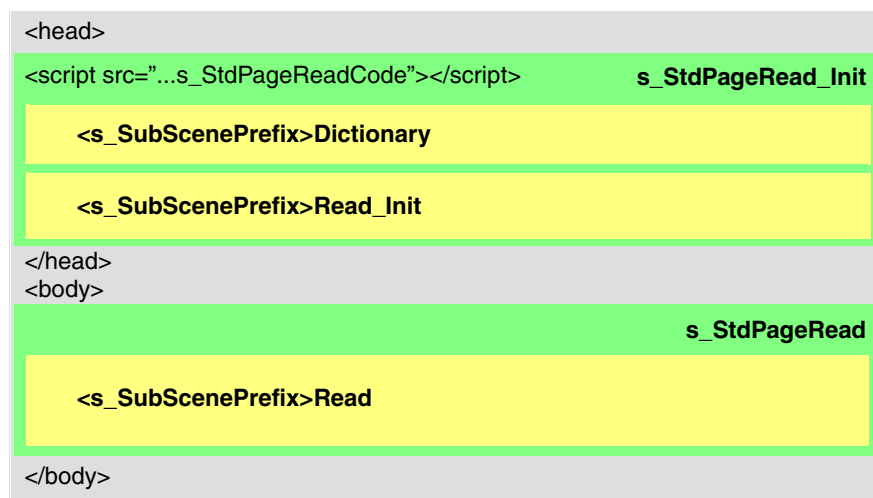 <head>
<script src=”...s_StdPageReadCode”></script> s_StdPageRead_Init
<s_SubScenePrefix>Dictionary
<s_SubScenePrefix>Read_Init
</head>
<body>
s_StdPageRead
<s_SubScenePrefix>Read
</body>